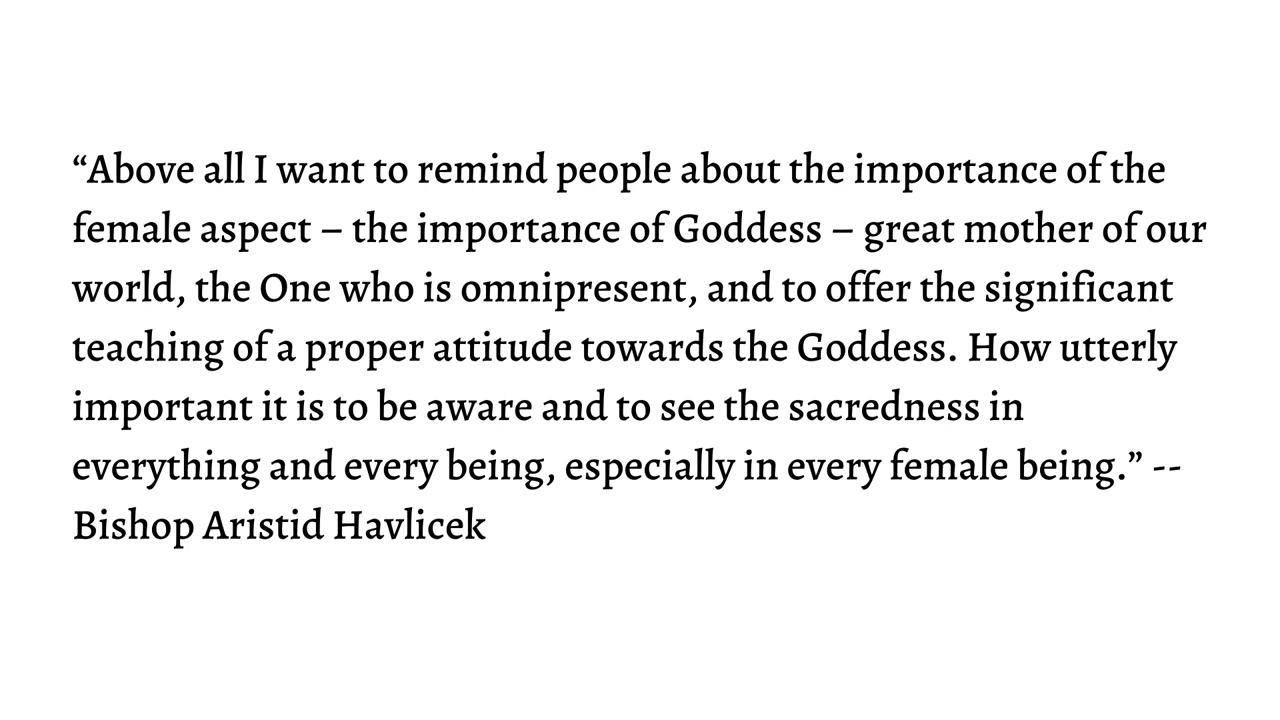 “Above all I want to remind people about the importance of the
female aspect – the importance of Goddess – great mother of our
world, the One who is omnipresent, and to offer the significant
teaching of a proper attitude towards the Goddess. How utterly
important it is to be aware and to see the sacredness in
everything and every being, especially in every female being.” --
Bishop Aristid Havlicek